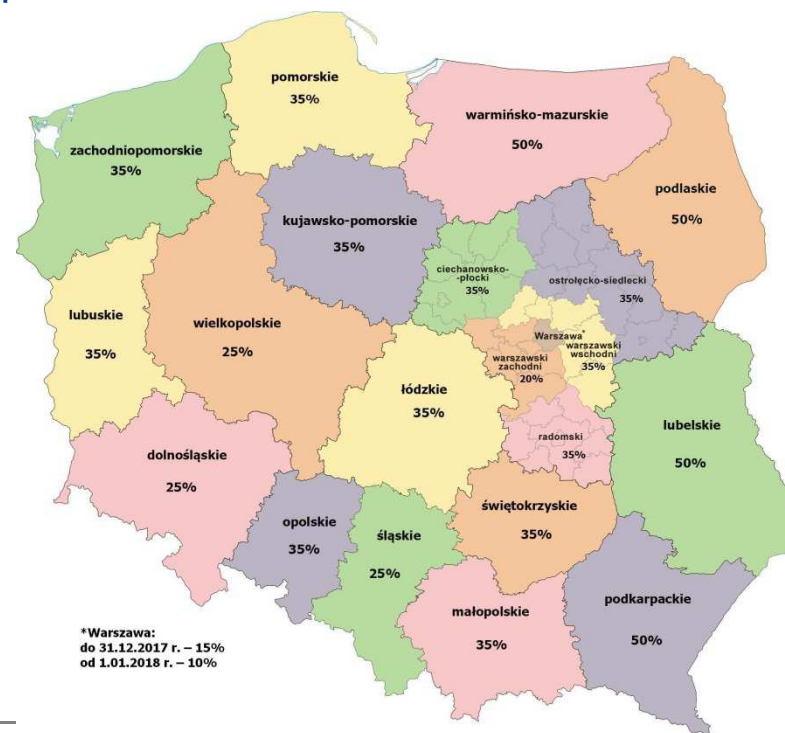 pomorskie
35%
warmińsko-mazurskie
50%
zachodniopomorskie
35%
podlaskie
50%
kujawsko-pomorskie
35%
ciechanowsko-
-płocki
35%
ostrołęcko-siedlecki
35%
lubuskie
35%
wielkopolskie
25%
Warszawa*
warszawski
wschodni
35%
warszawski
zachodni
20%
łódzkie
35%
radomski
35%
lubelskie
50%
dolnośląskie
25%
opolskie
35%
śląskie
25%
świętokrzyskie
35%
małopolskie
35%
podkarpackie
50%
*Warszawa:
do 31.12.2017 r. – 15%
od 1.01.2018 r. – 10%